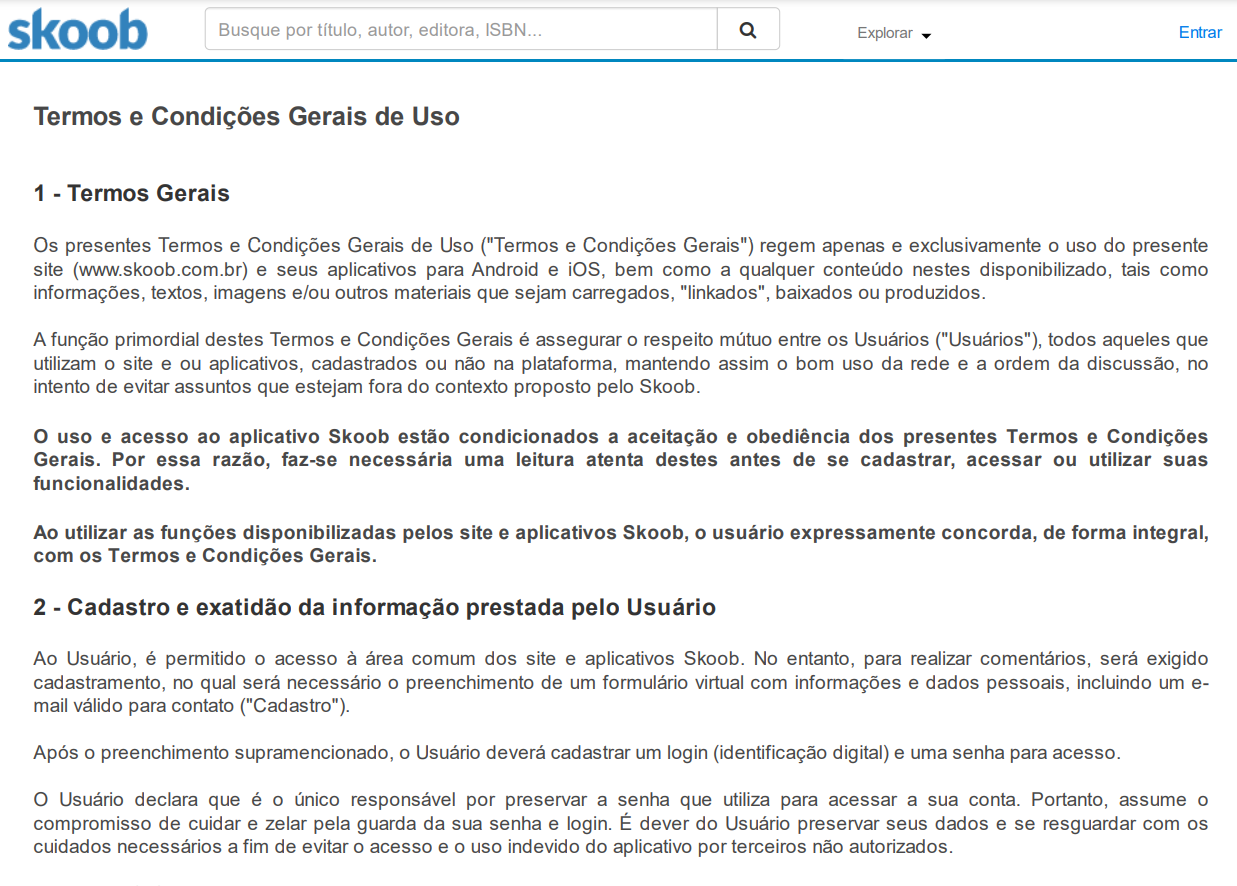 skoob
Busque por título, autor, editora, ISBN...
Explorar
Entrar
Termos e Condições Gerais de Uso
1 - Termos Gerais
Os presentes Termos e Condições Gerais de Uso ("Termos e Condições Gerais") regem apenas e exclusivamente o uso do presente
site (www.skoob.com.br) e seus aplicativos para Android e iOS, bem como a qualquer conteúdo nestes disponibilizado, tais como
informações, textos, imagens e/ou outros materiais que sejam carregados, "linkados", baixados ou produzidos.
A função primordial destes Termos e Condições Gerais é assegurar o respeito mútuo entre os Usuários ("Usuários"), todos aqueles que
utilizam o site e ou aplicativos, cadastrados ou não na plataforma, mantendo assim o bom uso da rede e a ordem da discussão, no
intento de evitar assuntos que estejam fora do contexto proposto pelo Skoob.
O uso e acesso ao aplicativo Skoob estão condicionados a aceitação e obediência dos presentes Termos e Condições
Gerais. Por essa razão, faz-se necessária uma leitura atenta destes antes de se cadastrar, acessar ou utilizar suas
funcionalidades.
Ao utilizar as funções disponibilizadas pelos site e aplicativos Skoob, o usuário expressamente concorda, de forma integral,
com os Termos e Condições Gerais.
2 - Cadastro e exatidão da informação prestada pelo Usuário
Ao Usuário, é permitido o acesso à área comum dos site e aplicativos Skoob. No entanto, para realizar comentários, será exigido
cadastramento, no qual será necessário o preenchimento de um formulário virtual com informações e dados pessoais, incluindo um e-
mail válido para contato ("Cadastro").
Após o preenchimento supramencionado, o Usuário deverá cadastrar um login (identificação digital) e uma senha para acesso.
O Usuário declara que é o único responsável por preservar a senha que utiliza para acessar a sua conta. Portanto, assume o
compromisso de cuidar e zelar pela guarda da sua senha e login. É dever do Usuário preservar seus dados e se resguardar com os
cuidados necessários a fim de evitar o acesso e o uso indevido do aplicativo por terceiros não autorizados.